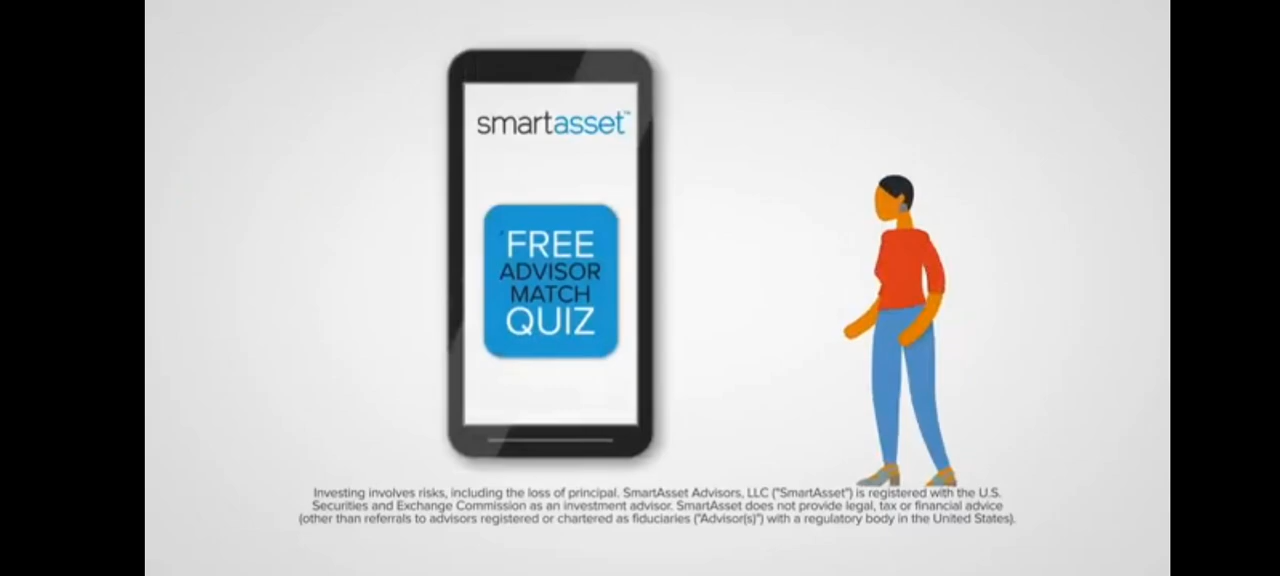 smartasset™
FREE
ADVISOR
MATCH
QUIZ
Investing involves risks, including the loss of principal. SmartAsset Advisors, LLC ("SmartAsset") is registered with the U.S.
Securities and Exchange Commission as an investment advisor. SmartAsset does not provide legal, tax or financial advice
(other than referrals to advisors registered or chartered as fiduciaries ("Advisor(s)") with a regulatory body in the United States).